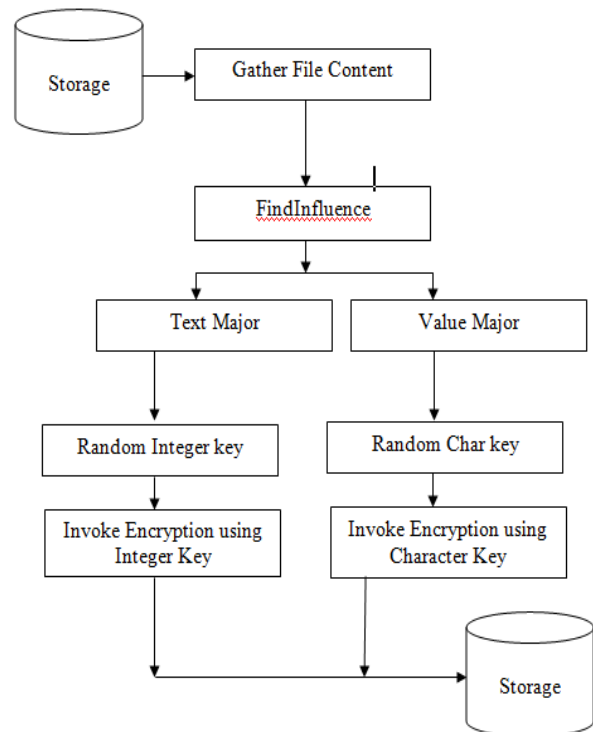 Storage
Gather File Content
FindInfluence
Text Major
Value Major
Random Integer key
Random Char key
Invoke Encryption using
Integer Key
Invoke Encryption using
Character Key
Storage